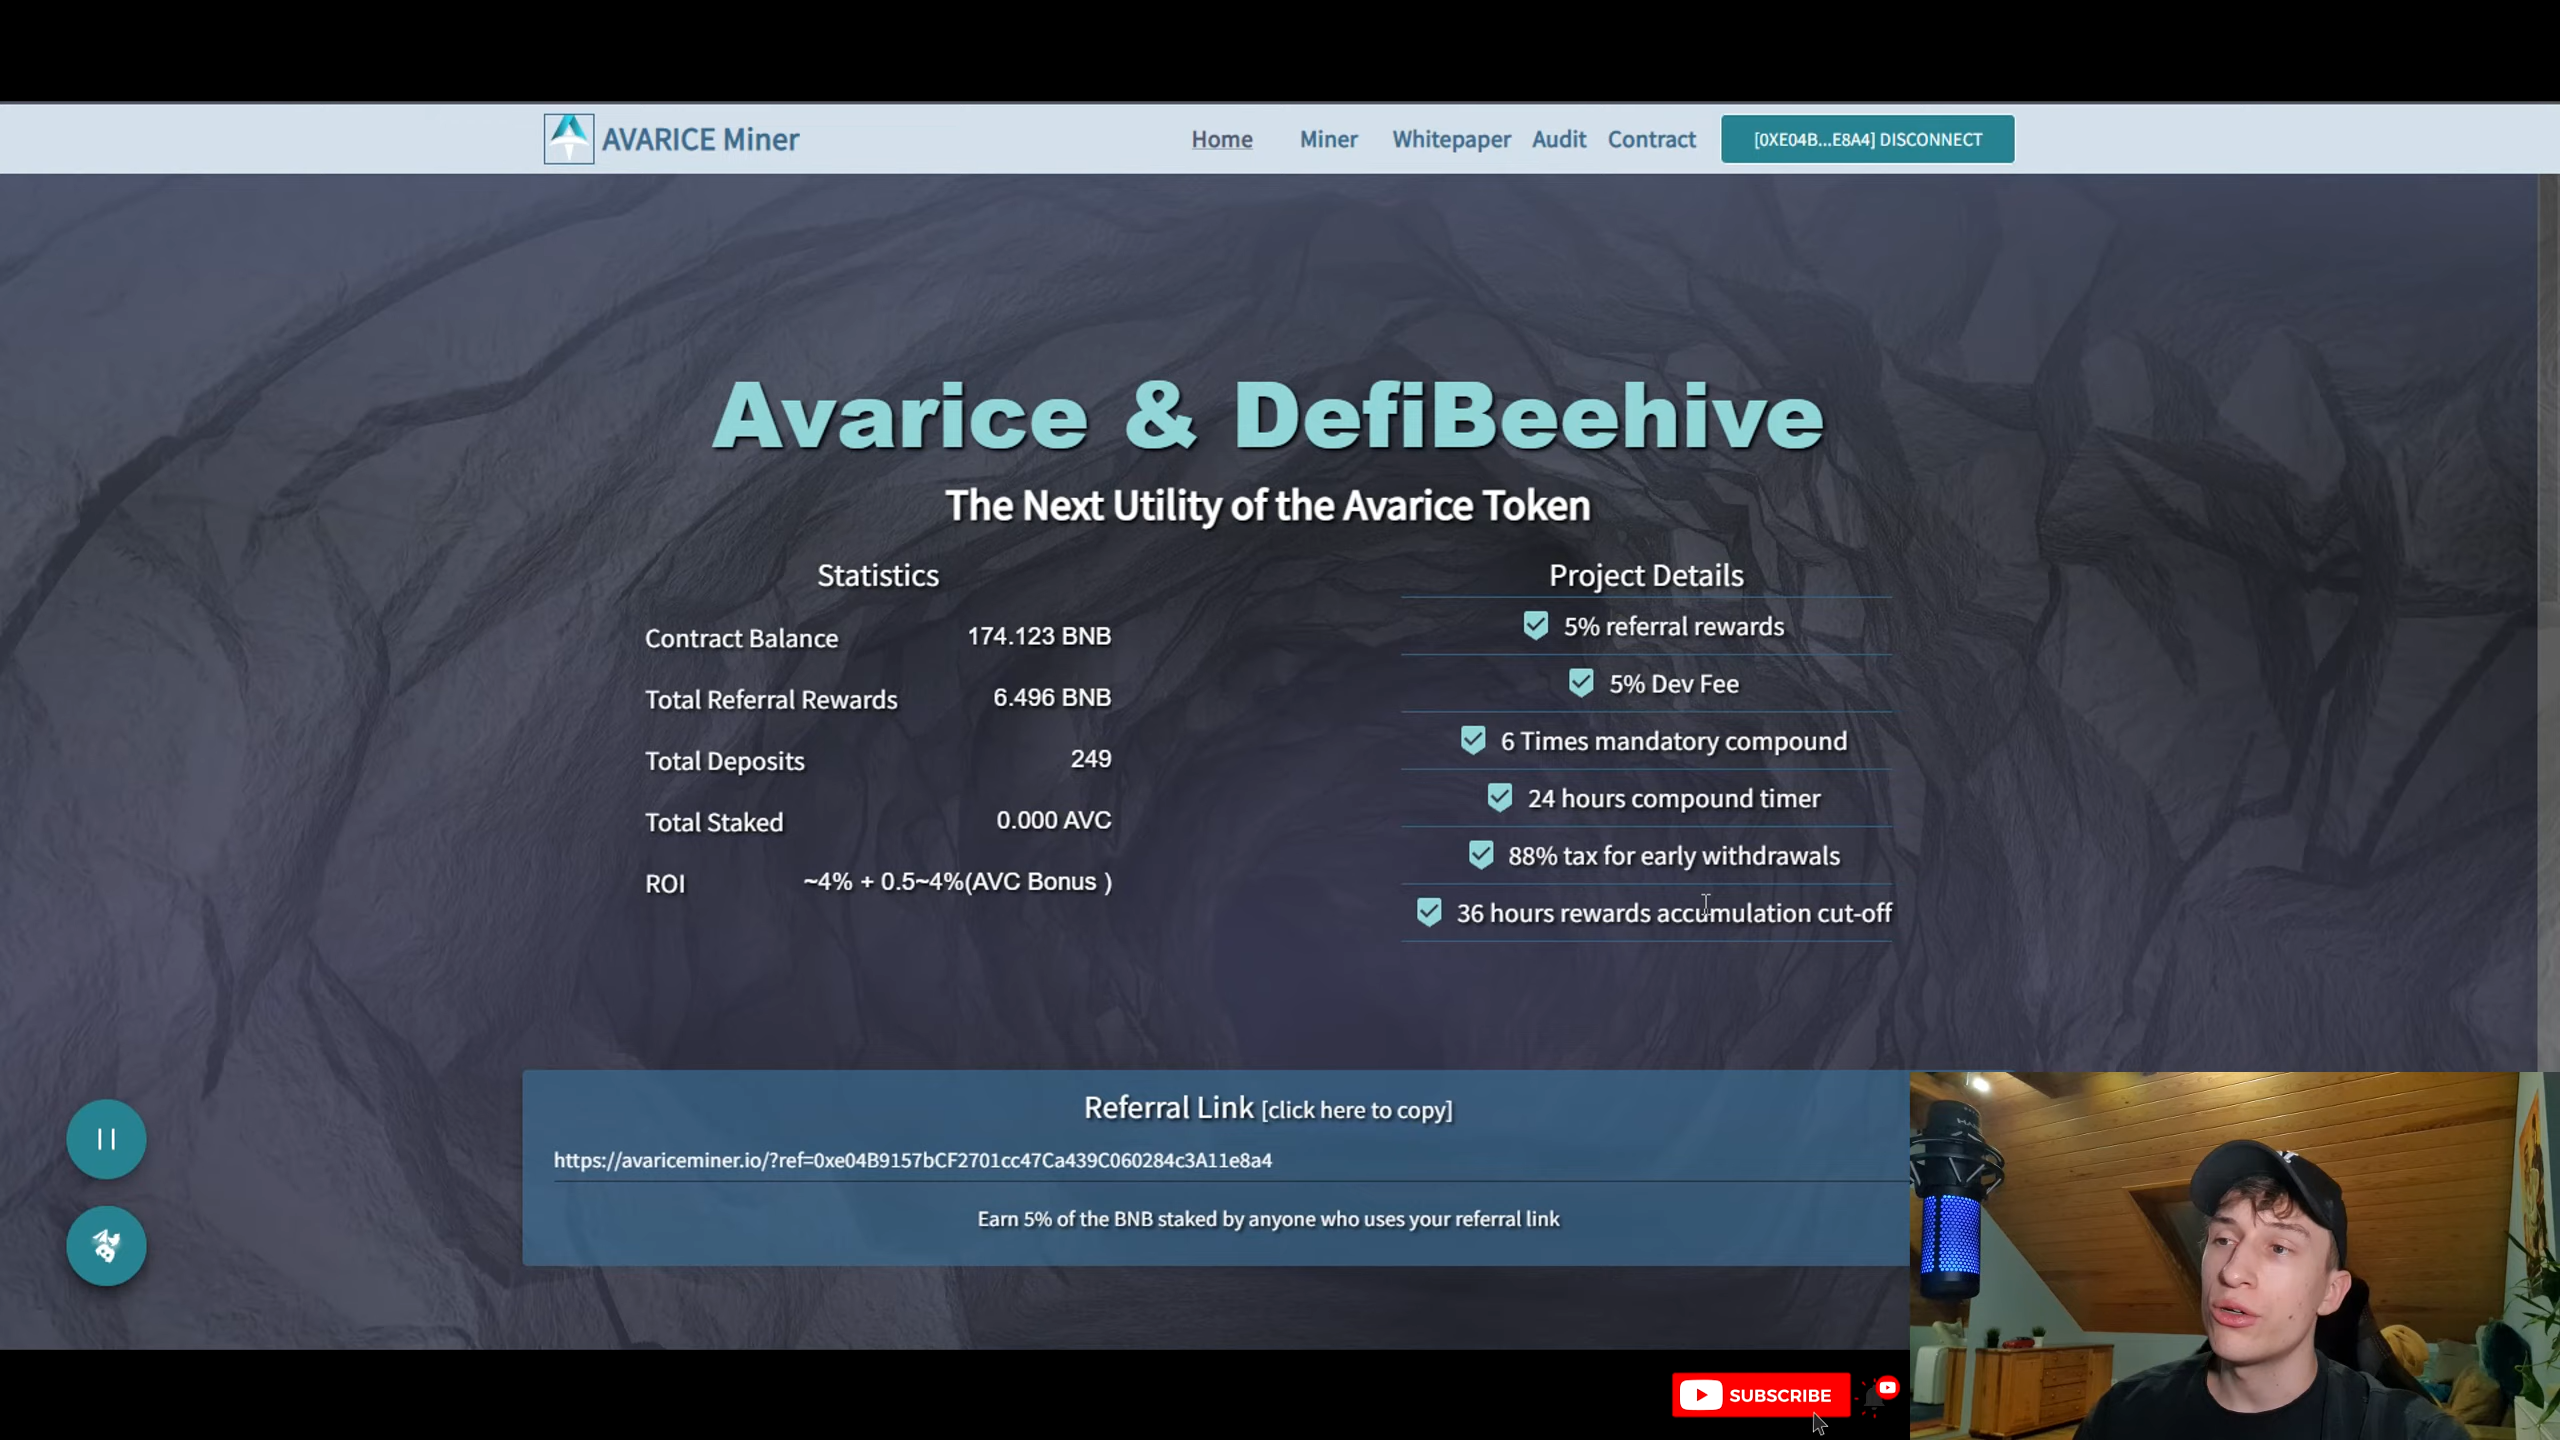 AVARICE Miner
Home Miner Whitepaper Audit Contract [0XE04B...E8A4] DISCONNECT
Avarice & DefiBeehive
The Next Utility of the Avarice Token
Statistics
Contract Balance 174.123 BNB
Total Referral Rewards 6.496 BNB
Total Deposits 249
Total Staked 0.000 AVC
ROI ~4% + 0.5~4%(AVC Bonus )
Project Details
5% referral rewards
5% Dev Fee
6 Times mandatory compound
24 hours compound timer
88% tax for early withdrawals
36 hours rewards accumulation cut-off
Referral Link [click here to copy]
https://avariceminer.io/?ref=0xe04B9157bCF2701cc47Ca439C060284c3A11e8a4
Earn 5% of the BNB staked by anyone who uses your referral link
SUBSCRIBE